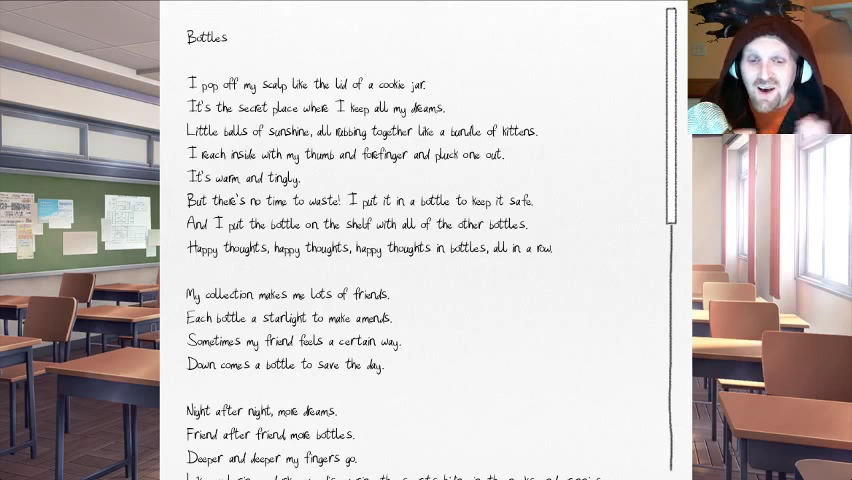 Bottles
I pop off my scalp like the lid of a cookie jar.
It's the secret place where I keep all my dreams.
Little balls of sunshine, all rubbing together like a bundle of kittens.
I reach inside with my thumb and forefinger and pluck one out.
It's warm and tingly.
But there's no time to waste! I put it in a bottle to keep it safe.
And I put the bottle on the shelf with all of the other bottles.
Happy thoughts, happy thoughts, happy thoughts in bottles, all in a row.
My collection makes me lots of friends.
Each bottle a starlight to make amends.
Sometimes my friend feels a certain way.
Down comes a bottle to save the day.
Night after night, more dreams.
Friend after friend, more bottles.
Deeper and deeper my fingers go.